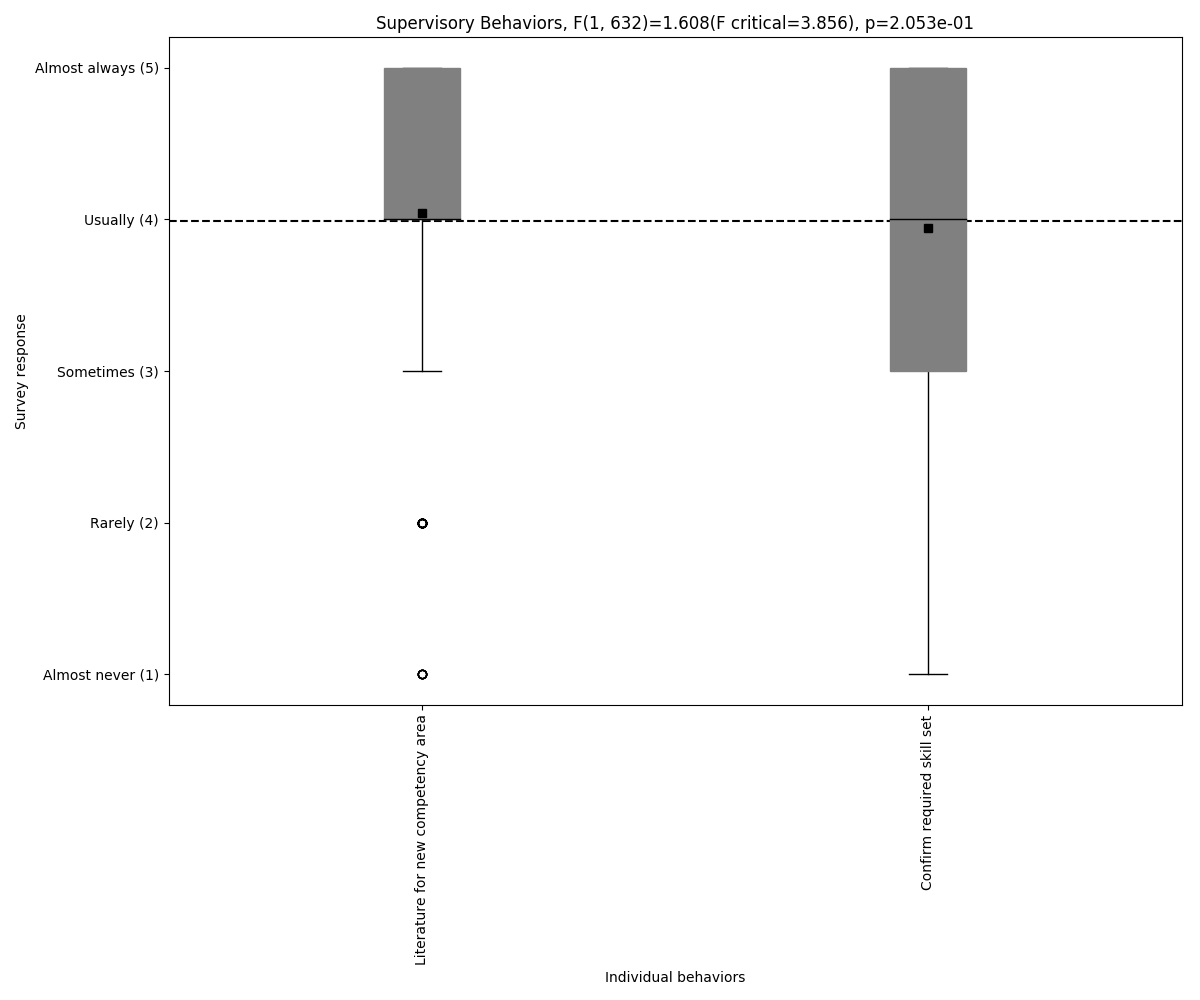 Supervisory Behaviors, F(1, 632)=1.608(F critical=3.856), p=2.053e-01
Almost always (5)
Usually (4)
Sometimes (3)
Rarely (2)
Almost never (1)
Survey response
Literature for new competency area
Confirm required skill set
Individual behaviors